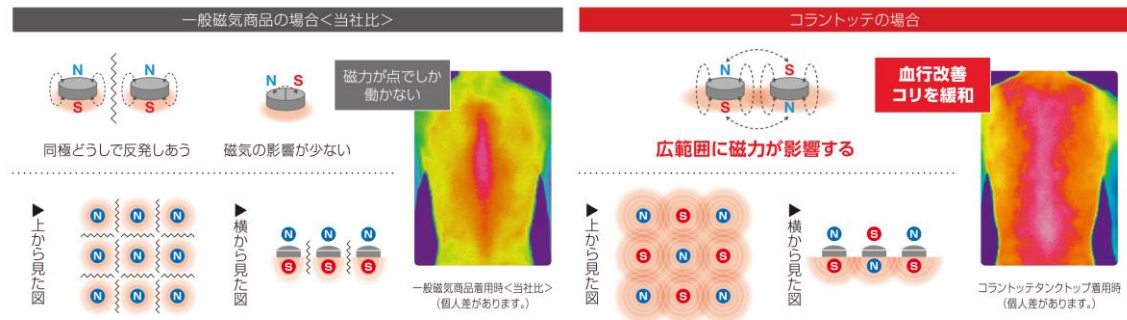 一般磁気商品の場合<当社比>
N
N
S
S
同極どうしで反発しあう
N
S
磁気の影響が少ない
磁力が点でしか
働かない
▶上から見た図
N
N
N
N
N
N
N
N
N
▶横から見た図
N
N
N
S
S
S
一般磁気商品着用時<当社比>
(個人差があります。)
コラントッテの場合
N
S
S
N
広範囲に磁力が影響する
血行改善
コリを緩和
▶上から見た図
N
S
N
S
N
S
N
S
N
▶横から見た図
N
S
N
S
N
S
コラントッテタンクトップ着用時
(個人差があります。)